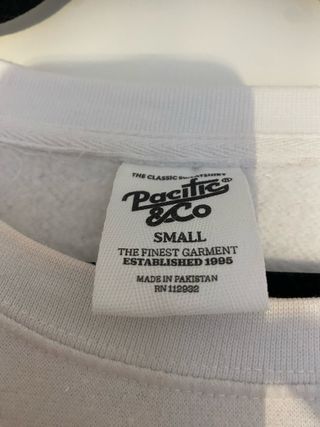 THE CLASSIC SWEATSHIRT
Pacific®
&Co
SMALL
THE FINEST GARMENT
ESTABLISHED 1995
MADE IN PAKISTAN
RN 112932